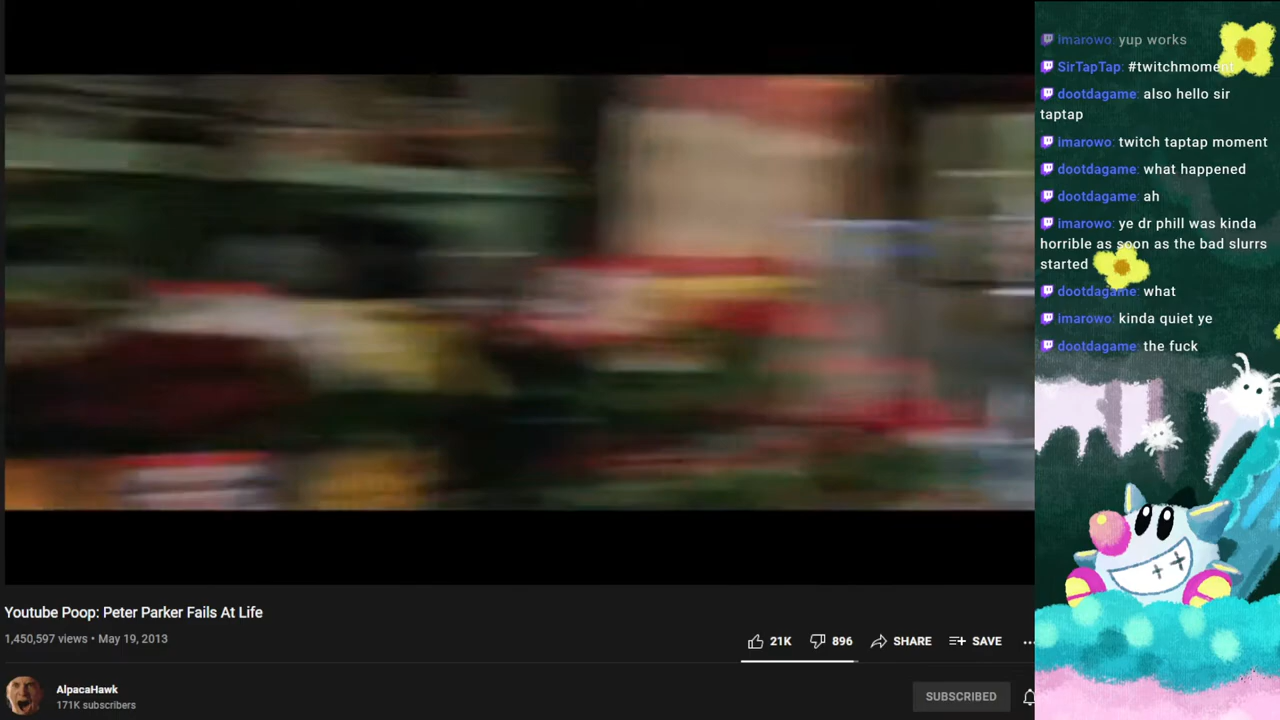 imarowo: yup works
SirTapTap: #twitchmoment
dootdagame: also hello sir
taptap
imarowo: twitch taptap moment
dootdagame: what happened
dootdagame: ah
imarowo: ye dr phill was kinda
horrible as soon as the bad slurrs
started
dootdagame: what
imarowo: kinda quiet ye
dootdagame: the fuck
Youtube Poop: Peter Parker Fails At Life
1,450,597 views • May 19, 2013
21K 896 SHARE SAVE
AlpacaHawk
171K subscribers
SUBSCRIBED